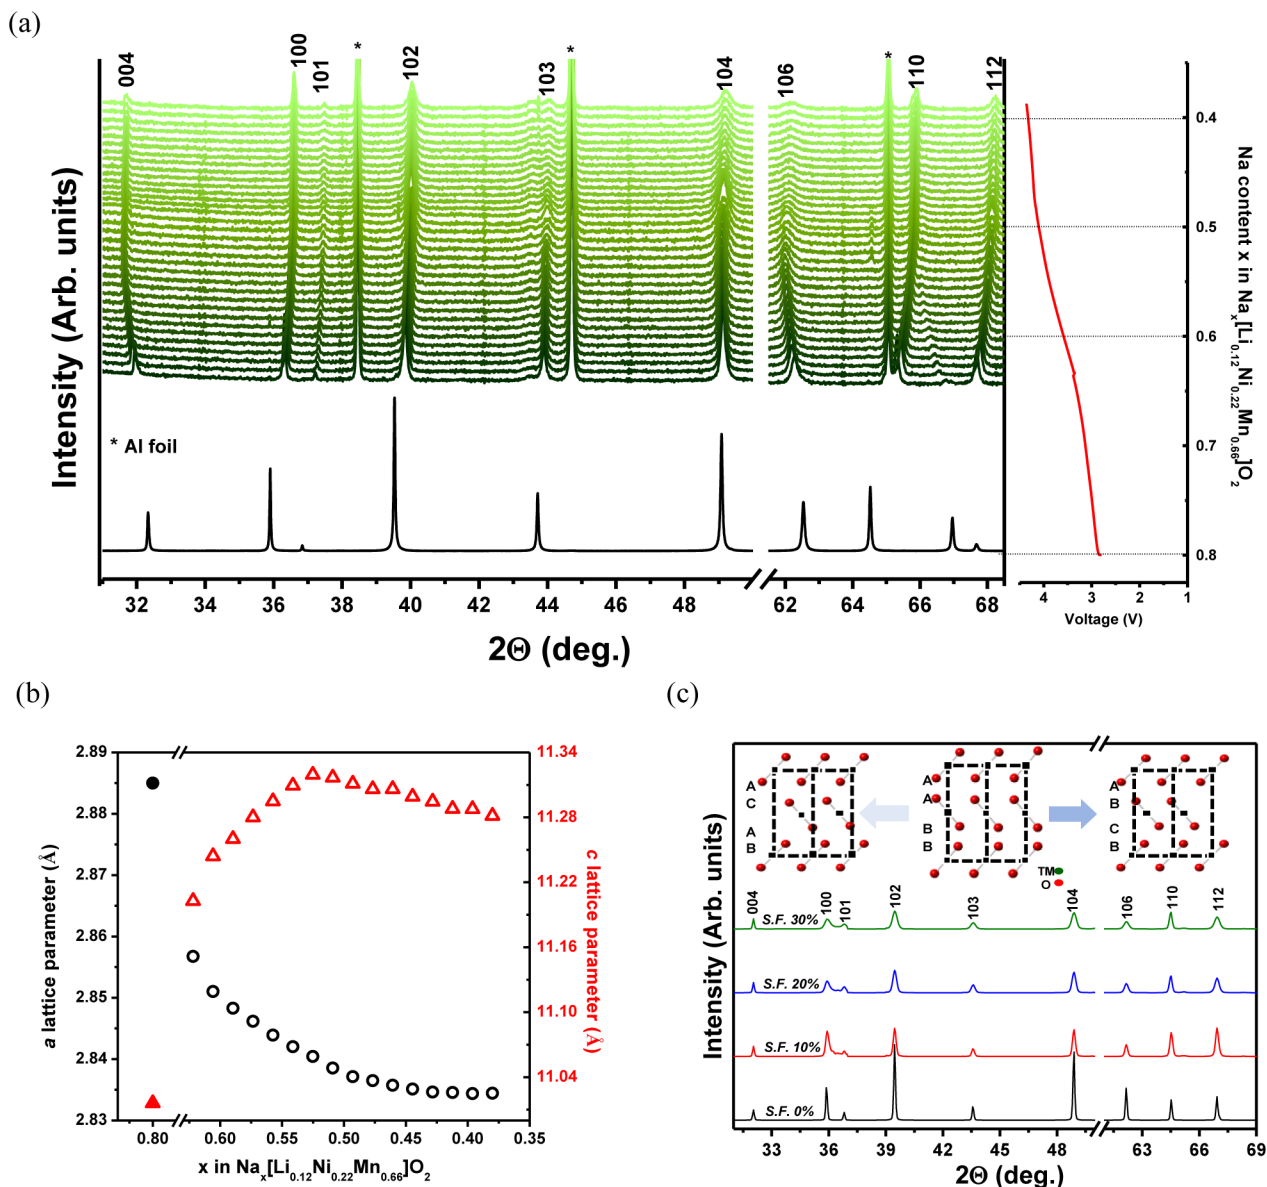 (a)
004
100
101
*
102
103
*
104
106
*
110
112
Intensity (Arb. units)
* Al foil
32 34 36 38 40 42 44 46 48 62 64 66 68
2Θ (deg.)
0.4
0.5
0.6
0.7
0.8
Na content x in Naₓ[Li₀.₁₂Ni₀.₂₂Mn₀.₆₆]O₂
4 3 2 1
Voltage (V)
(b)
2.89
2.88
2.87
2.86
2.85
2.84
2.83
a lattice parameter (Å)
11.34
11.28
11.22
11.16
11.10
11.04
c lattice parameter (Å)
0.80 0.60 0.55 0.50 0.45 0.40 0.35
x in Naₓ[Li₀.₁₂Ni₀.₂₂Mn₀.₆₆]O₂
(c)
A
C
A
B
A
A
B
B
A
B
C
B
TM
O
Intensity (Arb. units)
004 100 101 102 103 104 106 110 112
S.F. 30%
S.F. 20%
S.F. 10%
S.F. 0%
33 36 39 42 45 48 63 66 69
2Θ (deg.)